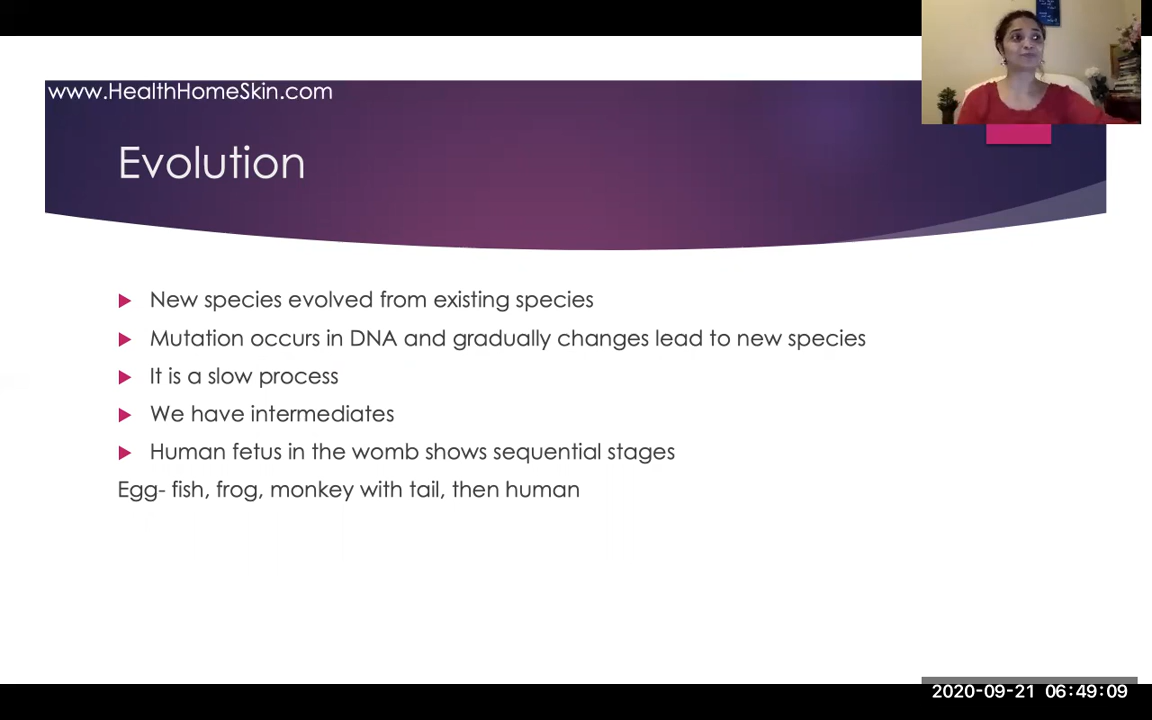 www.HealthHomeSkin.com
Evolution
New species evolved from existing species
Mutation occurs in DNA and gradually changes lead to new species
It is a slow process
We have intermediates
Human fetus in the womb shows sequential stages
Egg- fish, frog, monkey with tail, then human
2020-09-21 06:49:09